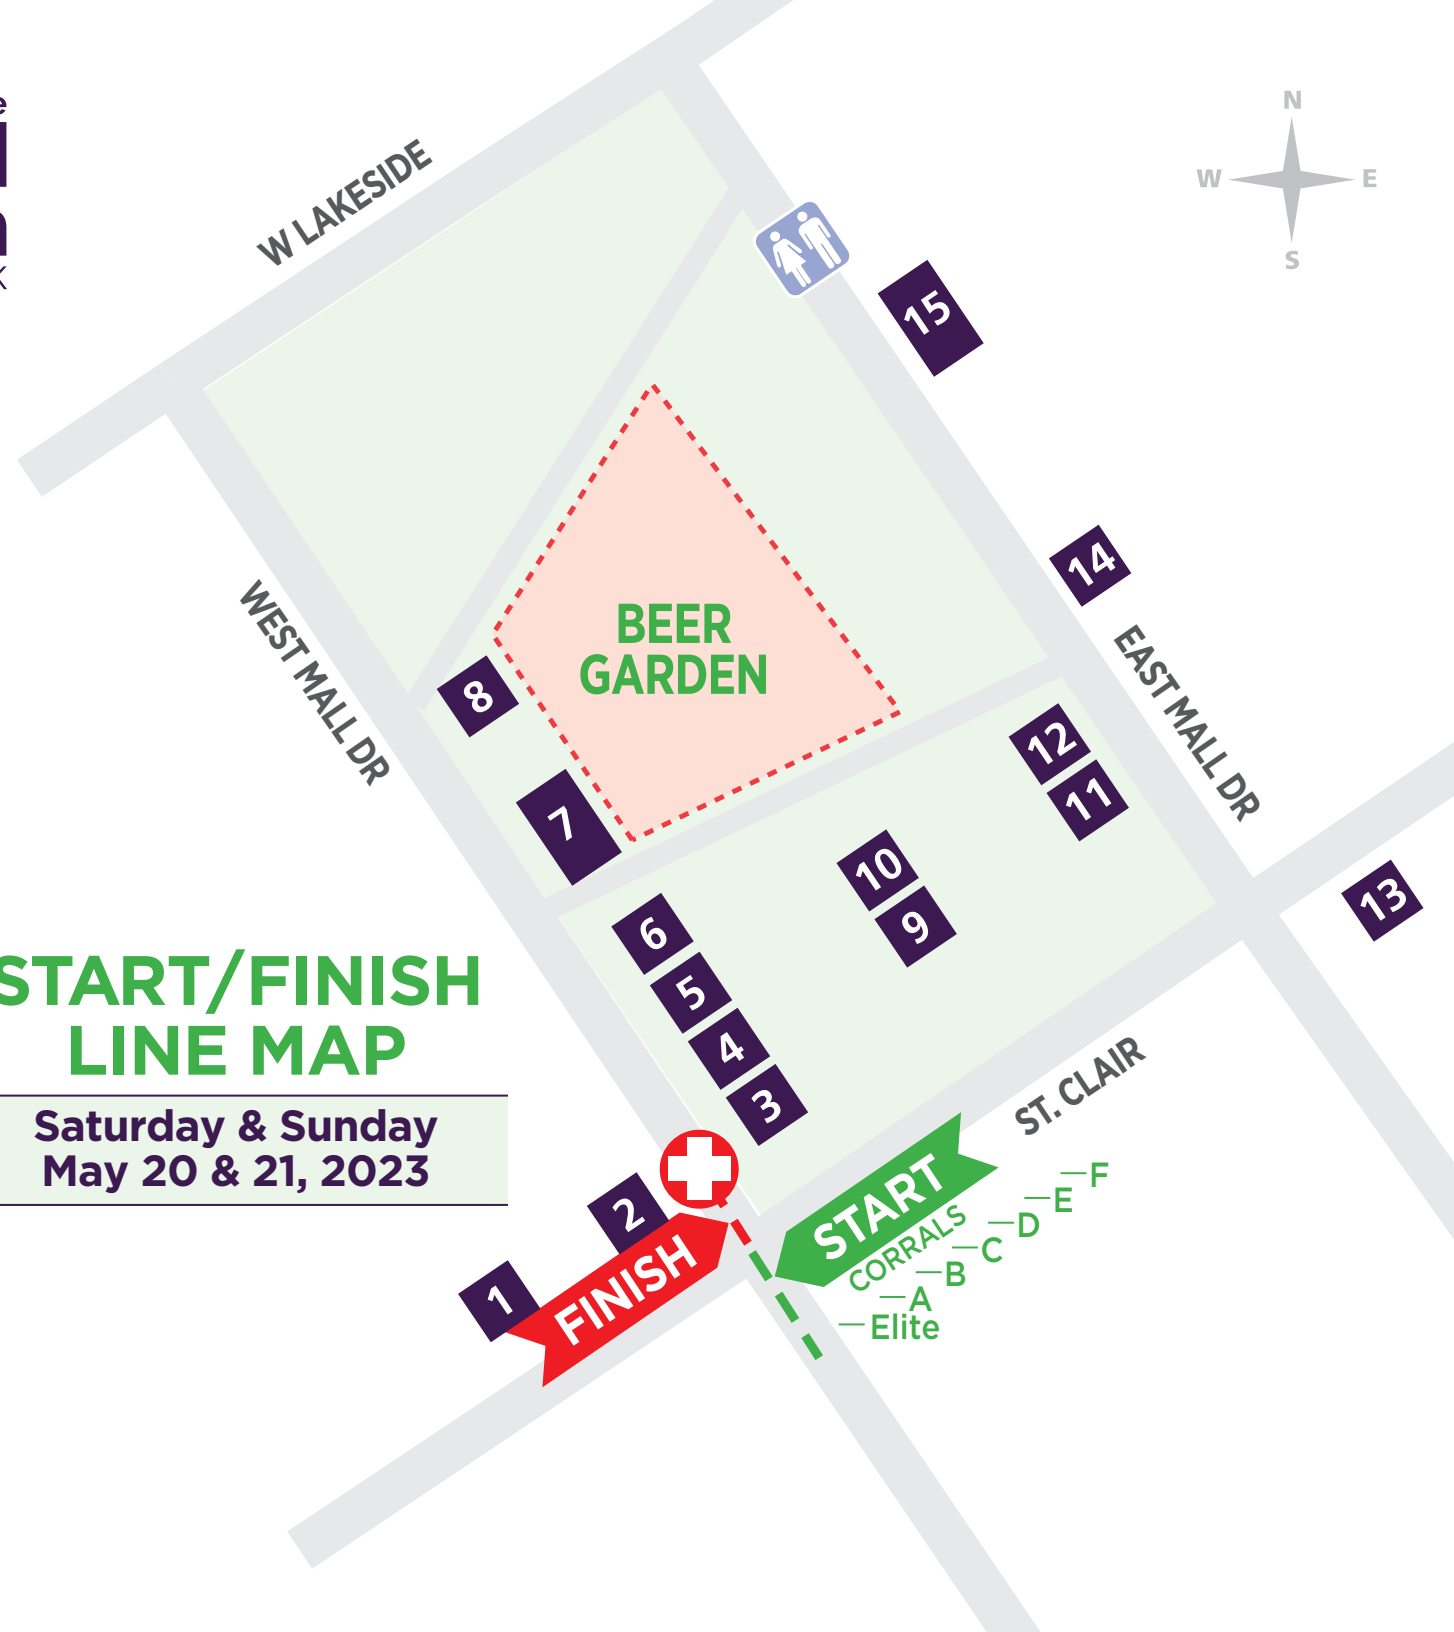 e
K
N
W
E
S
W LAKESIDE
15
14
WEST MALL DR
EAST MALL DR
BEER
GARDEN
8
7
12
11
10
9
13
6
5
4
3
START/FINISH
LINE MAP
Saturday & Sunday
May 20 & 21, 2023
ST. CLAIR
2
1
FINISH
START
CORRALS
F
E
D
C
B
A
Elite